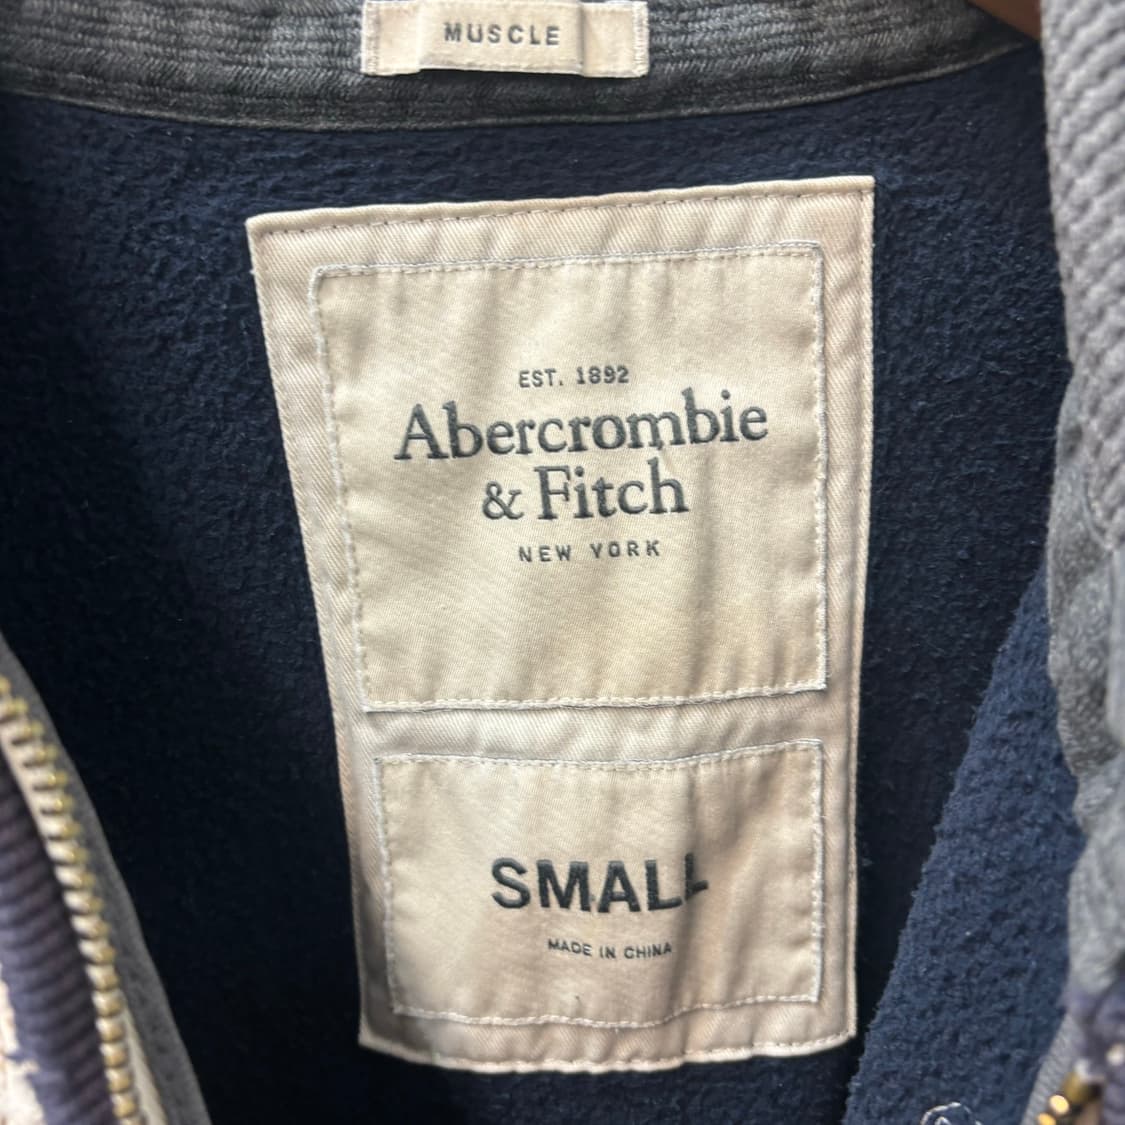 MUSCLE
EST. 1892
Abercrombie
& Fitch
NEW YORK
SMALL
MADE IN CHINA